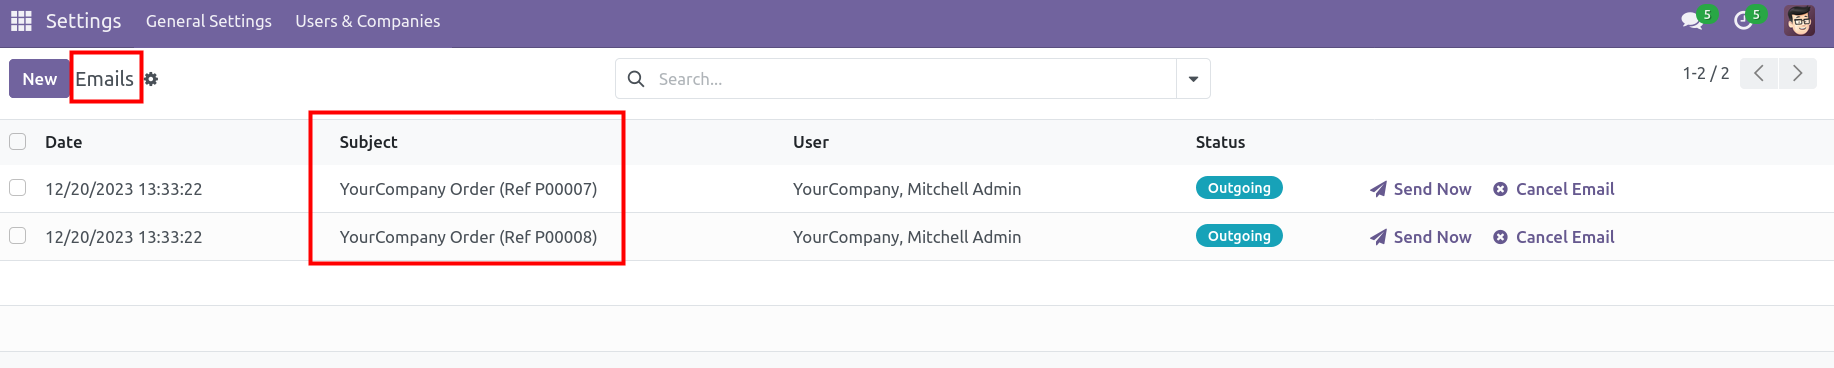 Settings General Settings Users & Companies 5 5
New Emails Search... 1-2 / 2
Date Subject User Status
12/20/2023 13:33:22 YourCompany Order (Ref P00007) YourCompany, Mitchell Admin Outgoing Send Now Cancel Email
12/20/2023 13:33:22 YourCompany Order (Ref P00008) YourCompany, Mitchell Admin Outgoing Send Now Cancel Email